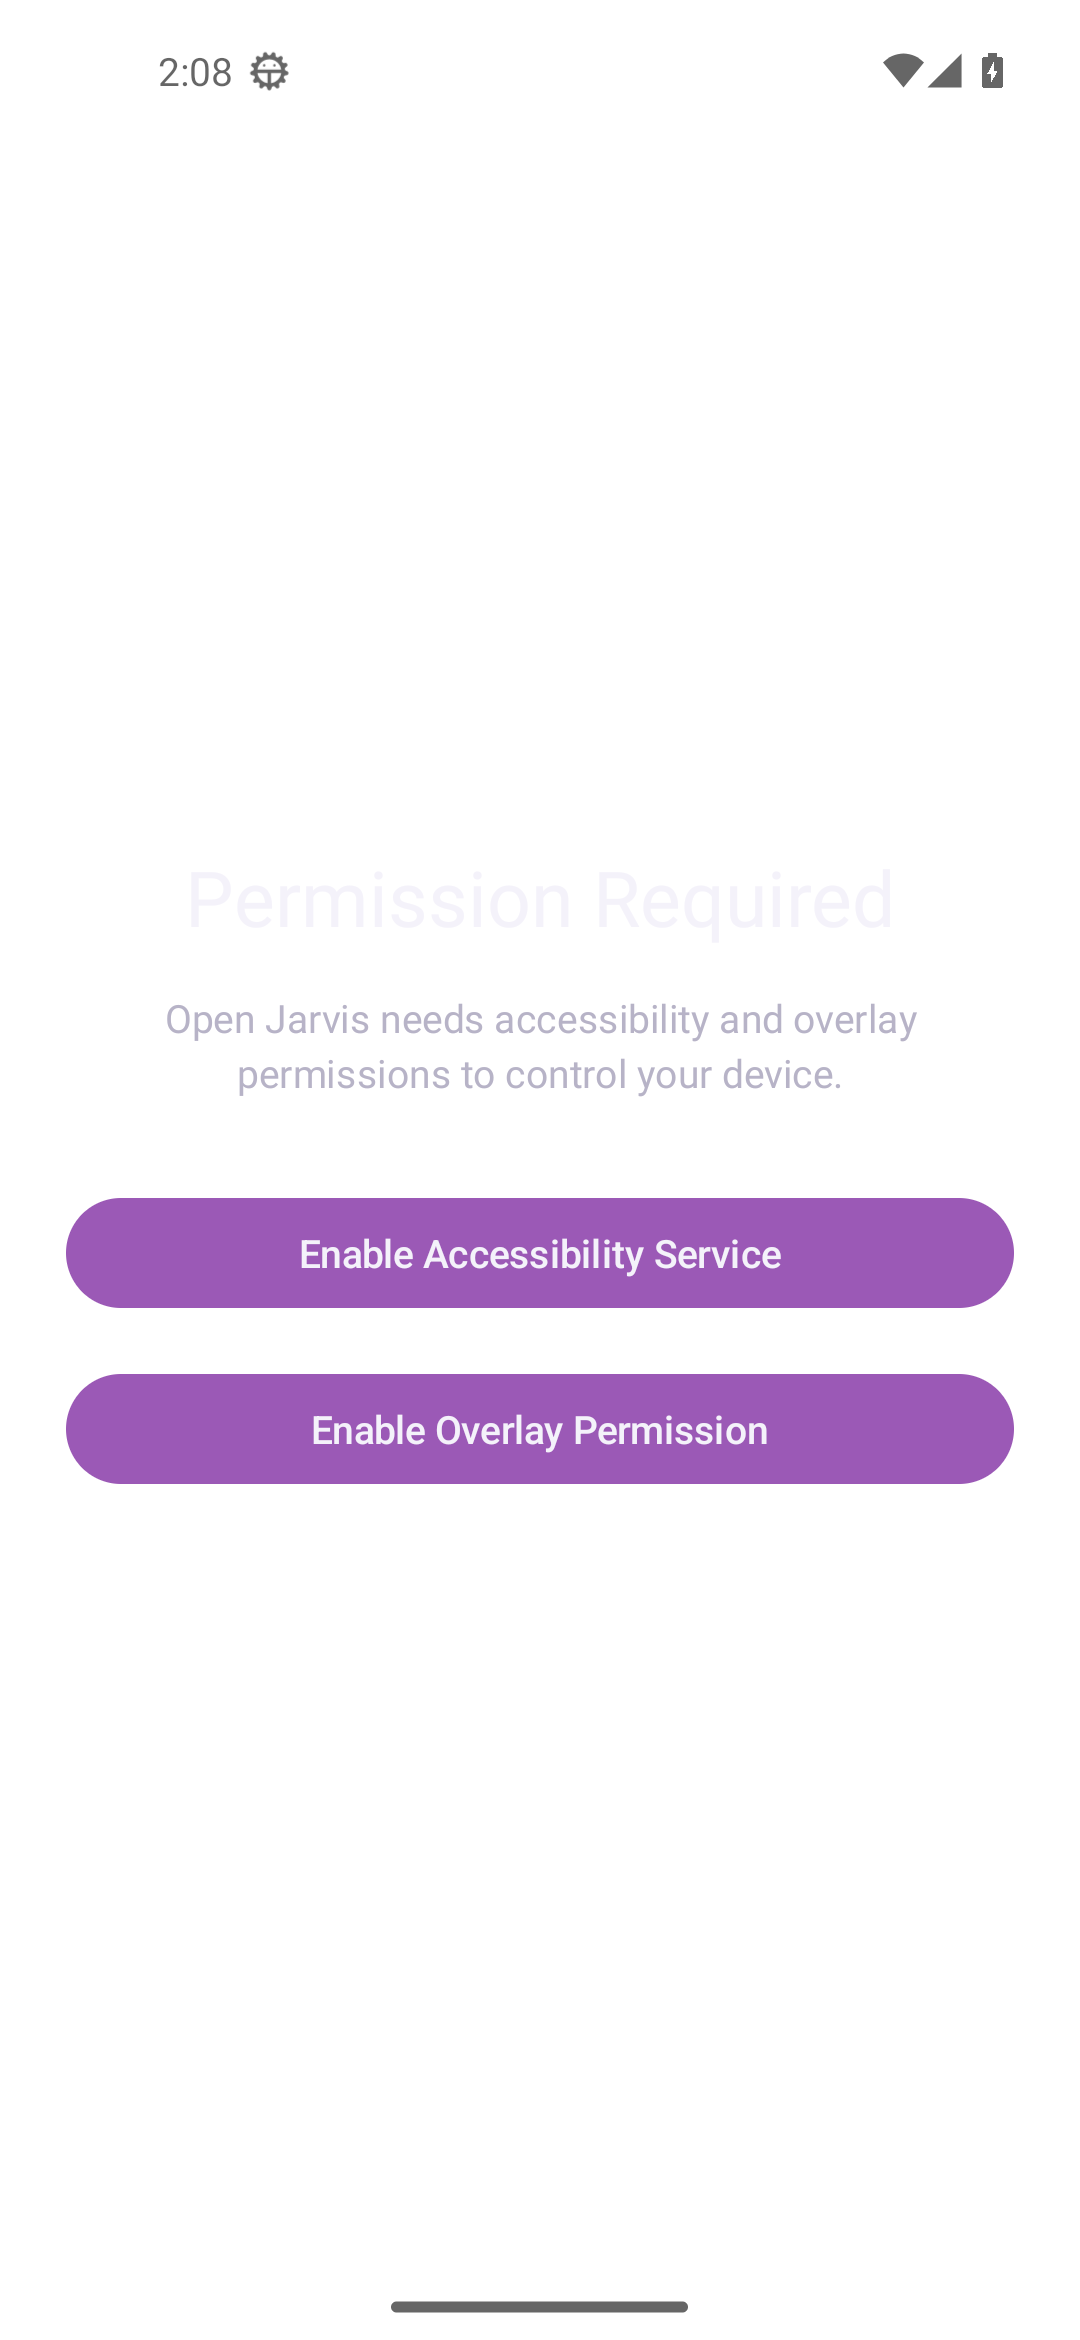 2:08
Permission Required
Open Jarvis needs accessibility and overlay
permissions to control your device.
Enable Accessibility Service
Enable Overlay Permission